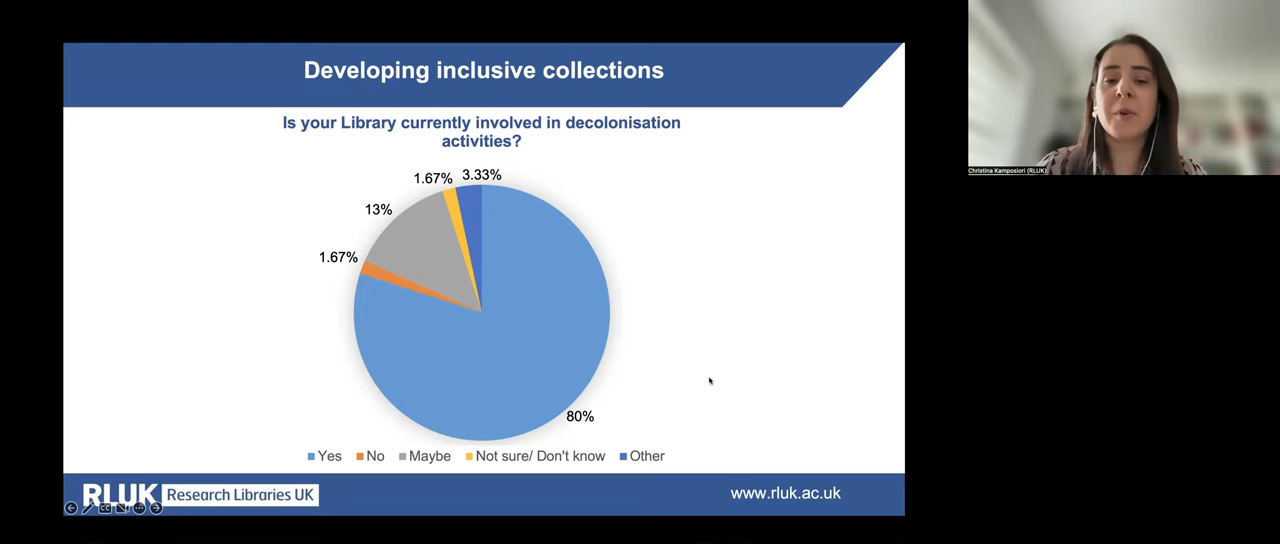 Developing inclusive collections
Is your Library currently involved in decolonisation
activities?
1.67% 3.33%
13%
1.67%
80%
Yes No Maybe Not sure/ Don't know Other
RLUK Research Libraries UK
www.rluk.ac.uk
Christina Kamposiori (RLUK)